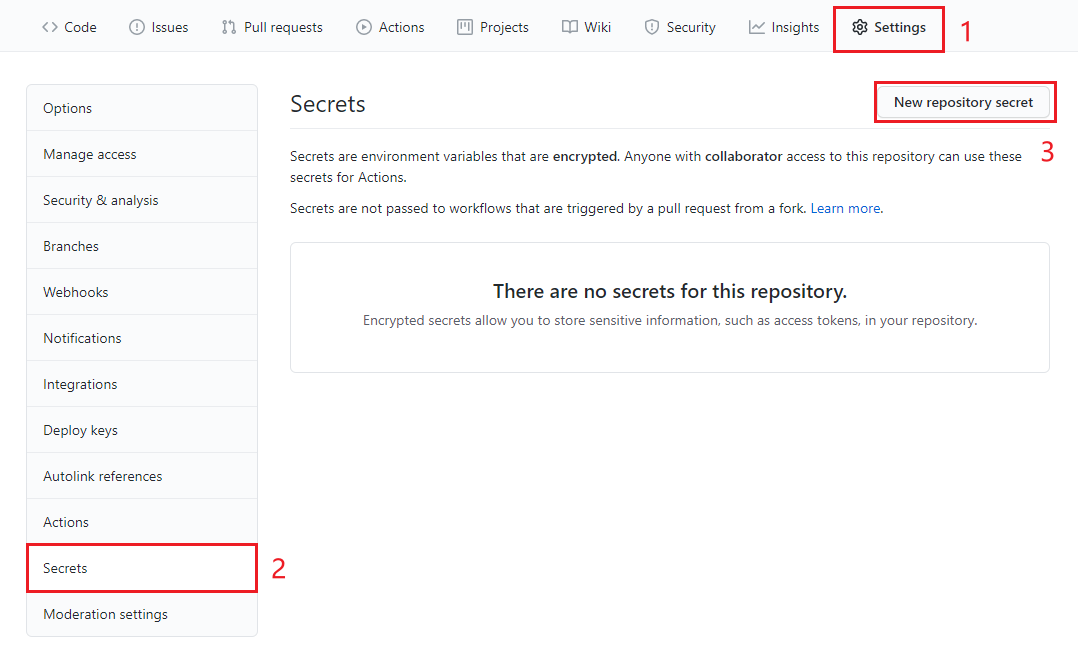 Code Issues Pull requests Actions Projects Wiki Security Insights Settings 1
Options
Manage access
Security & analysis
Branches
Webhooks
Notifications
Integrations
Deploy keys
Autolink references
Actions
Secrets 2
Moderation settings
Secrets New repository secret
3
Secrets are environment variables that are encrypted. Anyone with collaborator access to this repository can use these
secrets for Actions.
Secrets are not passed to workflows that are triggered by a pull request from a fork. Learn more.
There are no secrets for this repository.
Encrypted secrets allow you to store sensitive information, such as access tokens, in your repository.